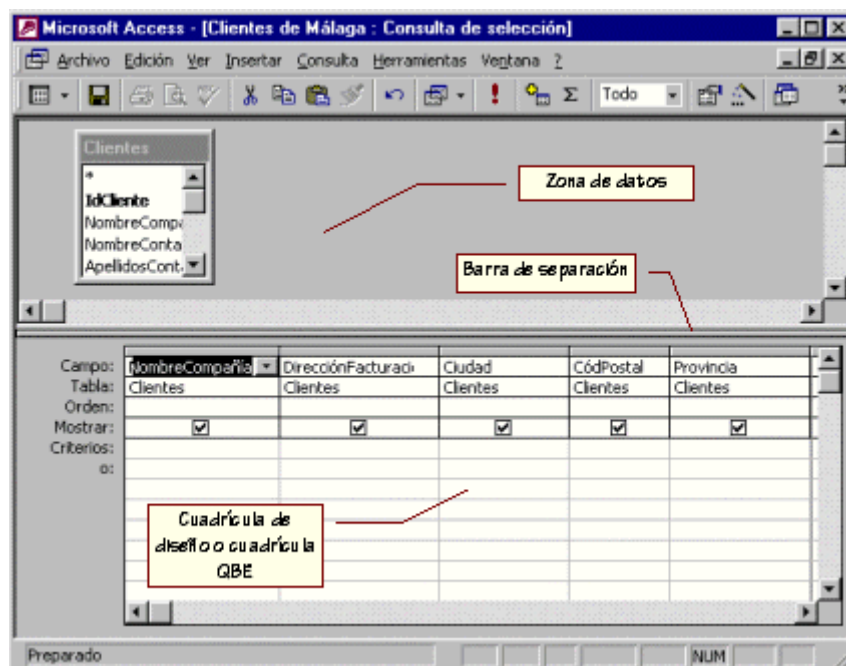 Microsoft Access - [Clientes de Málaga : Consulta de selección]
Archivo Edición Ver Insertar Consulta Herramientas Ventana ?
Todo
Clientes
*
IdCliente
NombreCompa
NombreConta
ApellidosCont
Zona de datos
Barra de separación
Campo: NombreCompañía DirecciónFacturaci Ciudad CódPostal Provincia
Tabla: Clientes Clientes Clientes Clientes Clientes
Orden:
Mostrar:
Criterios:
o:
Cuadrícula de
diseño o cuadrícula
QBE
Preparado NUM